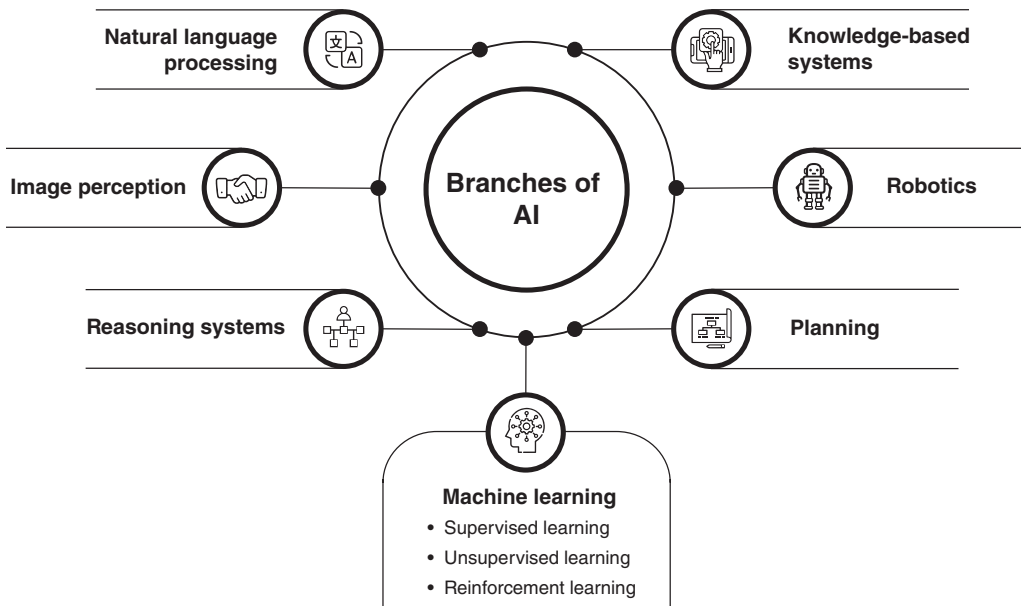 Natural language
processing
文
A
Knowledge-based
systems
Image perception
Branches of
AI
Robotics
Reasoning systems
Planning
Machine learning
• Supervised learning
• Unsupervised learning
• Reinforcement learning